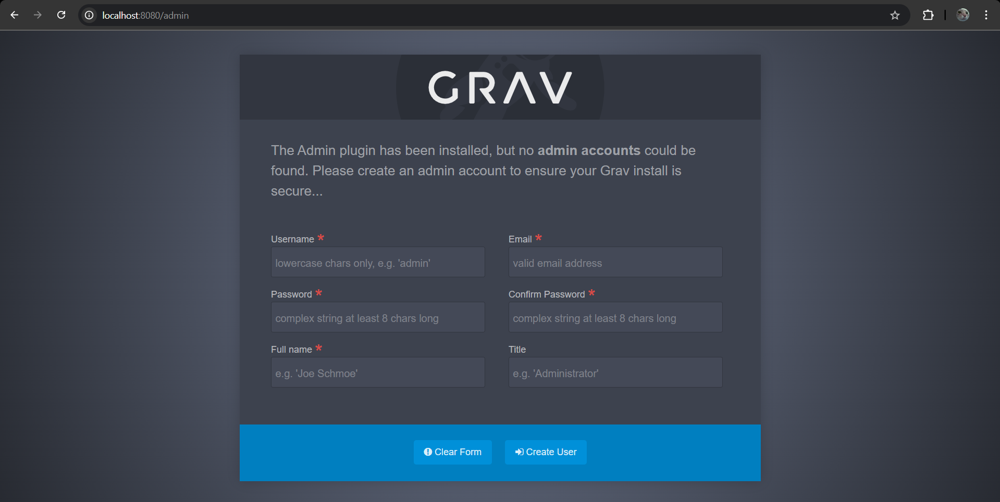 localhost:8080/admin
GRAV
The Admin plugin has been installed, but no admin accounts could be
found. Please create an admin account to ensure your Grav install is
secure...
Username *
Email *
lowercase chars only, e.g. 'admin'
valid email address
Password *
Confirm Password *
complex string at least 8 chars long
complex string at least 8 chars long
Full name *
Title
e.g. 'Joe Schmoe'
e.g. 'Administrator'
Clear Form
Create User